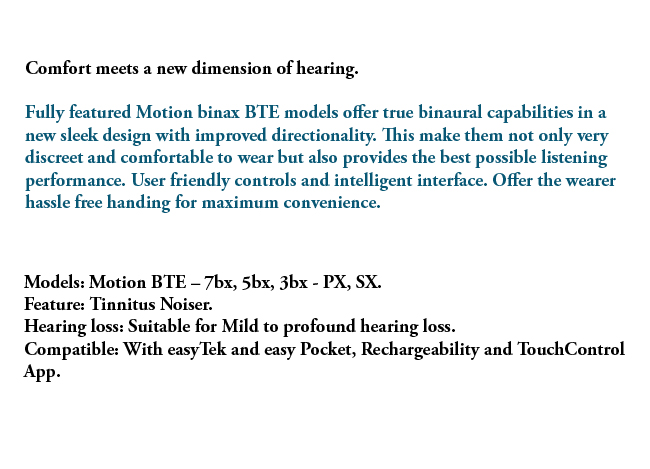 Comfort meets a new dimension of hearing.
Fully featured Motion binax BTE models offer true binaural capabilities in a
new sleek design with improved directionality. This make them not only very
discreet and comfortable to wear but also provides the best possible listening
performance. User friendly controls and intelligent interface. Offer the wearer
hassle free handing for maximum convenience.
Models: Motion BTE – 7bx, 5bx, 3bx - PX, SX.
Feature: Tinnitus Noiser.
Hearing loss: Suitable for Mild to profound hearing loss.
Compatible: With easyTek and easy Pocket, Rechargeability and TouchControl
App.